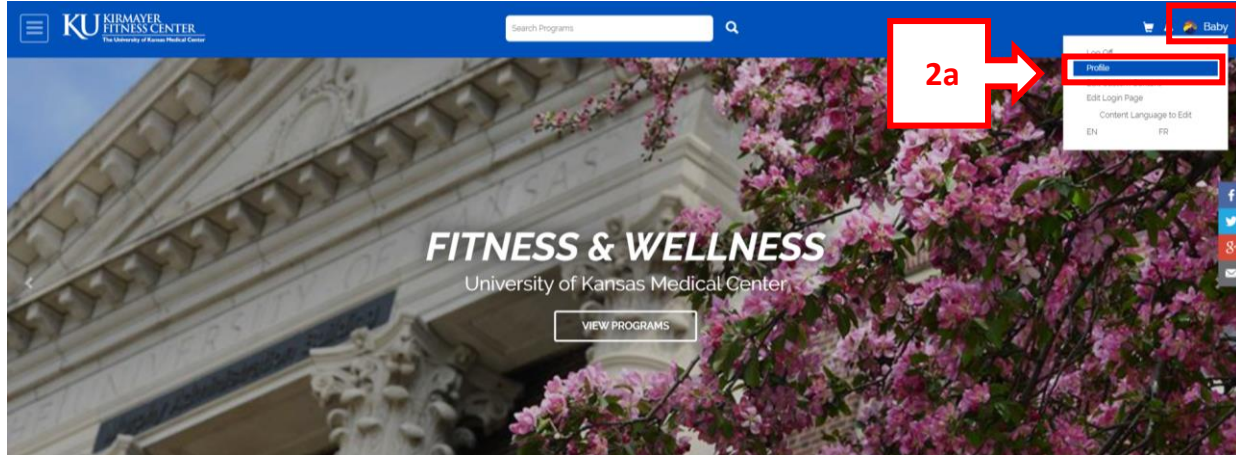 KU KIRMAYER
FITNESS CENTER
The University of Kansas Medical Center
Search Programs
Baby
Log Off
Profile
2a
Edit Login Page
Content Language to Edit
EN FR
KANSAS
FITNESS & WELLNESS
University of Kansas Medical Center
VIEW PROGRAMS